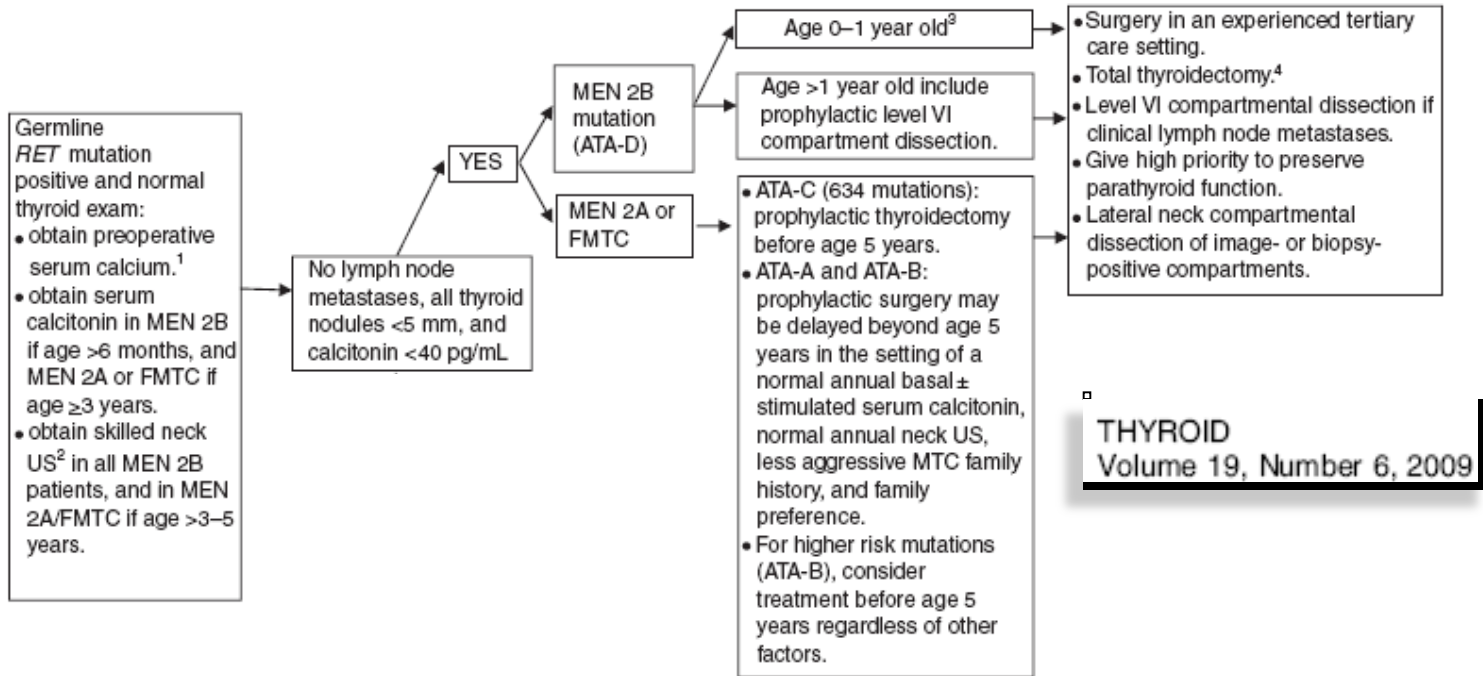 Germline
RET mutation
positive and normal
thyroid exam:
• obtain preoperative
serum calcium.1
• obtain serum
calcitonin in MEN 2B
if age >6 months, and
MEN 2A or FMTC if
age ≥3 years.
• obtain skilled neck
US2 in all MEN 2B
patients, and in MEN
2A/FMTC if age >3–5
years.
No lymph node
metastases, all thyroid
nodules <5 mm, and
calcitonin <40 pg/mL
YES
MEN 2B
mutation
(ATA-D)
MEN 2A or
FMTC
Age 0–1 year old3
Age >1 year old include
prophylactic level VI
compartment dissection.
• ATA-C (634 mutations):
prophylactic thyroidectomy
before age 5 years.
• ATA-A and ATA-B:
prophylactic surgery may
be delayed beyond age 5
years in the setting of a
normal annual basal ±
stimulated serum calcitonin,
normal annual neck US,
less aggressive MTC family
history, and family
preference.
• For higher risk mutations
(ATA-B), consider
treatment before age 5
years regardless of other
factors.
• Surgery in an experienced tertiary
care setting.
• Total thyroidectomy.4
• Level VI compartmental dissection if
clinical lymph node metastases.
• Give high priority to preserve
parathyroid function.
• Lateral neck compartmental
dissection of image- or biopsy-
positive compartments.
THYROID
Volume 19, Number 6, 2009